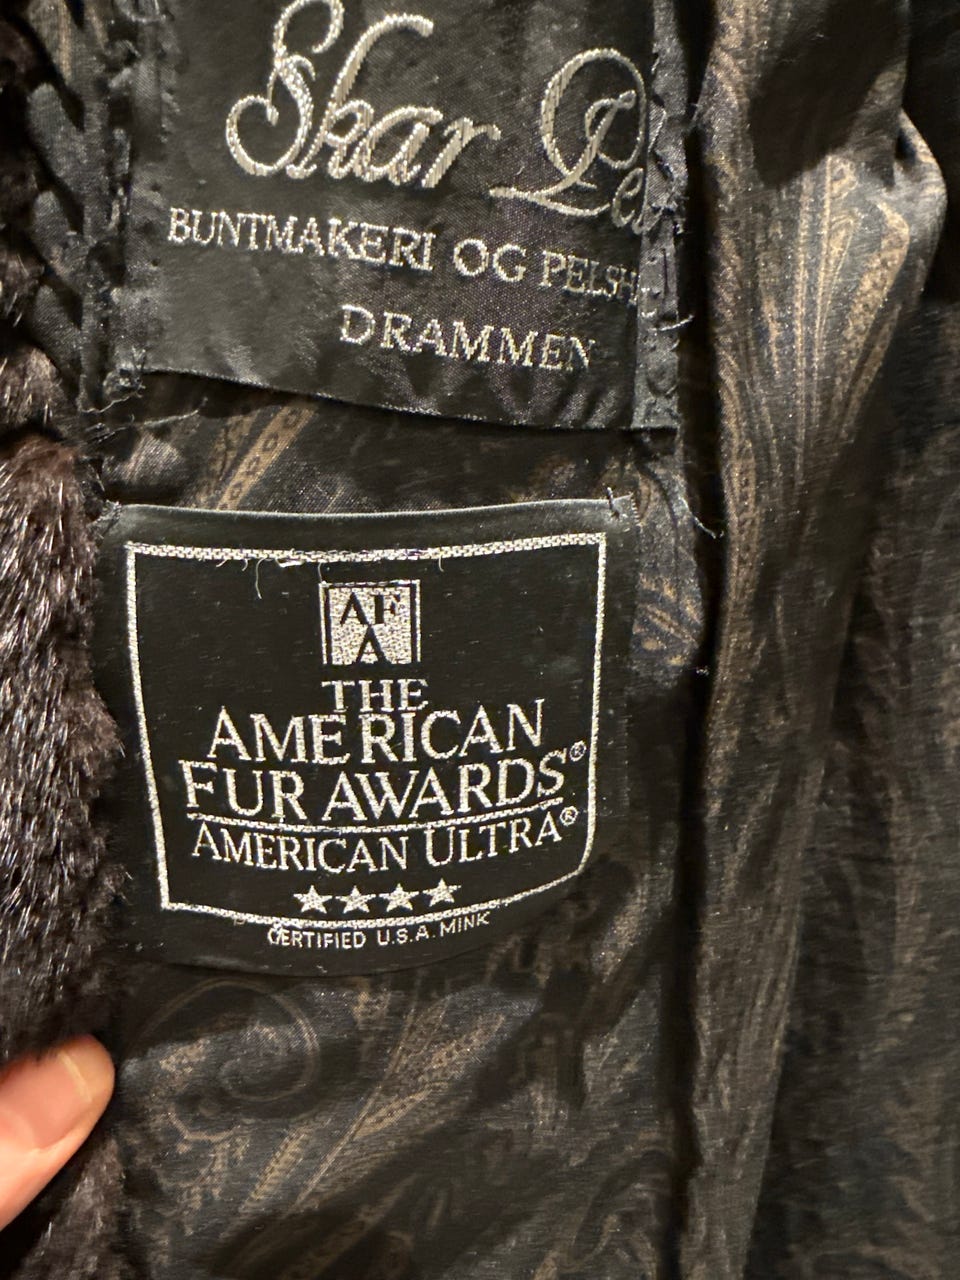 Skar
BUNTMAKERI OG
DRAMMEN
AFA
THE
AMERICAN
FUR AWARDS®
AMERICAN ULTRA®
★★★★
CERTIFIED U.S.A. MINK